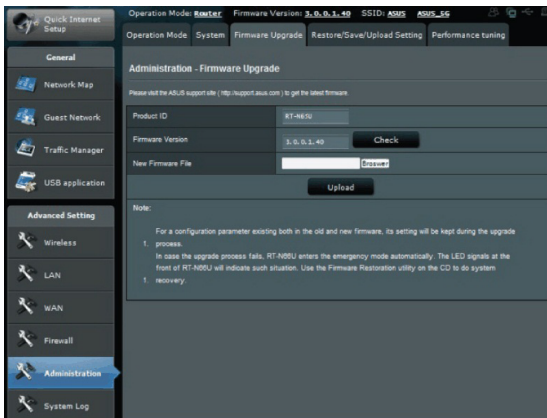 Quick Internet
Setup
Operation Mode: Router Firmware Version: 3.0.0.1.40 SSID: ASUS ASUS_5G
Operation Mode System Firmware Upgrade Restore/Save/Upload Setting Performance tuning
General
Network Map
Guest Network
Traffic Manager
USB application
Advanced Setting
Wireless
LAN
WAN
Firewall
Administration
System Log
Administration - Firmware Upgrade
Please visit the ASUS support site ( http://support.asus.com ) to get the latest firmware.
Product ID RT-N66U
Firmware Version 3.0.0.1.40 Check
New Firmware File Broswer
Upload
Note:
For a configuration parameter existing both in the old and new firmware, its setting will be kept during the upgrade
1. process.
In case the upgrade process fails, RT-N66U enters the emergency mode automatically. The LED signals at the
front of RT-N66U will indicate such situation. Use the Firmware Restoration utility on the CD to do system
1. recovery.